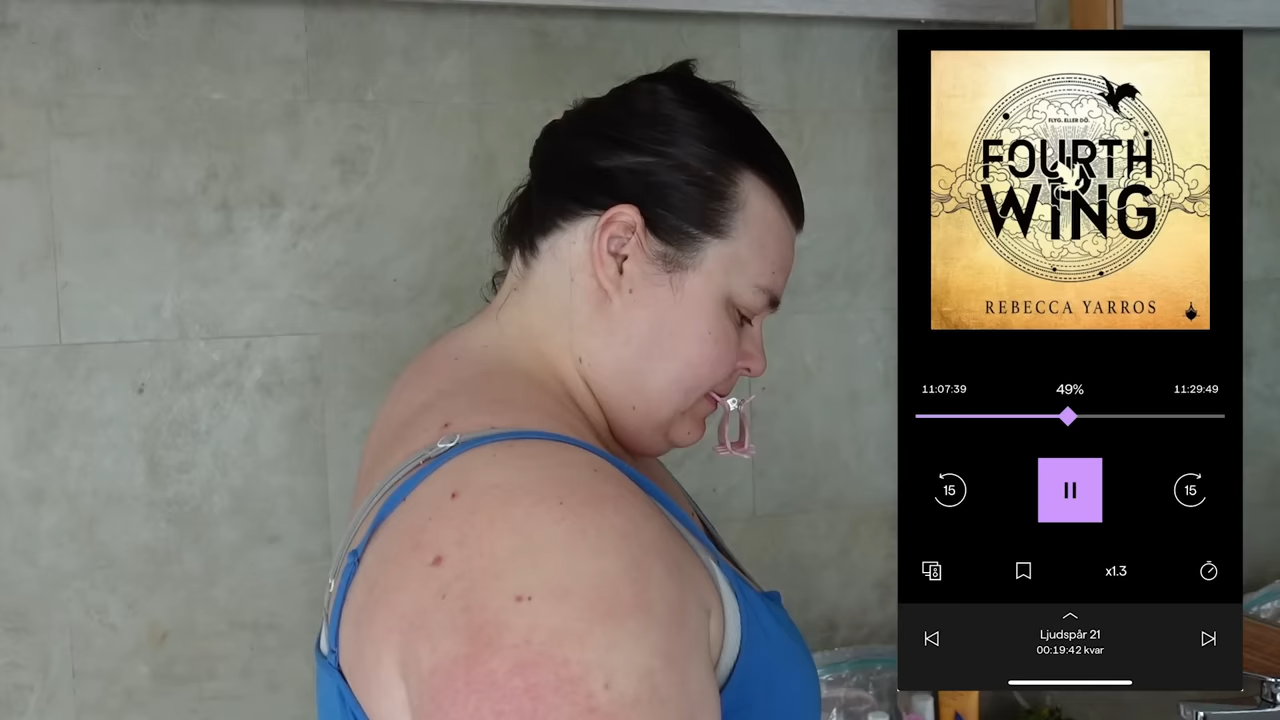 FLYG. ELLER DÖ.
FOURTH
WING
REBECCA YARROS
11:07:39 49% 11:29:49
15 15
x1.3
Ljudspår 21
00:19:42 kvar